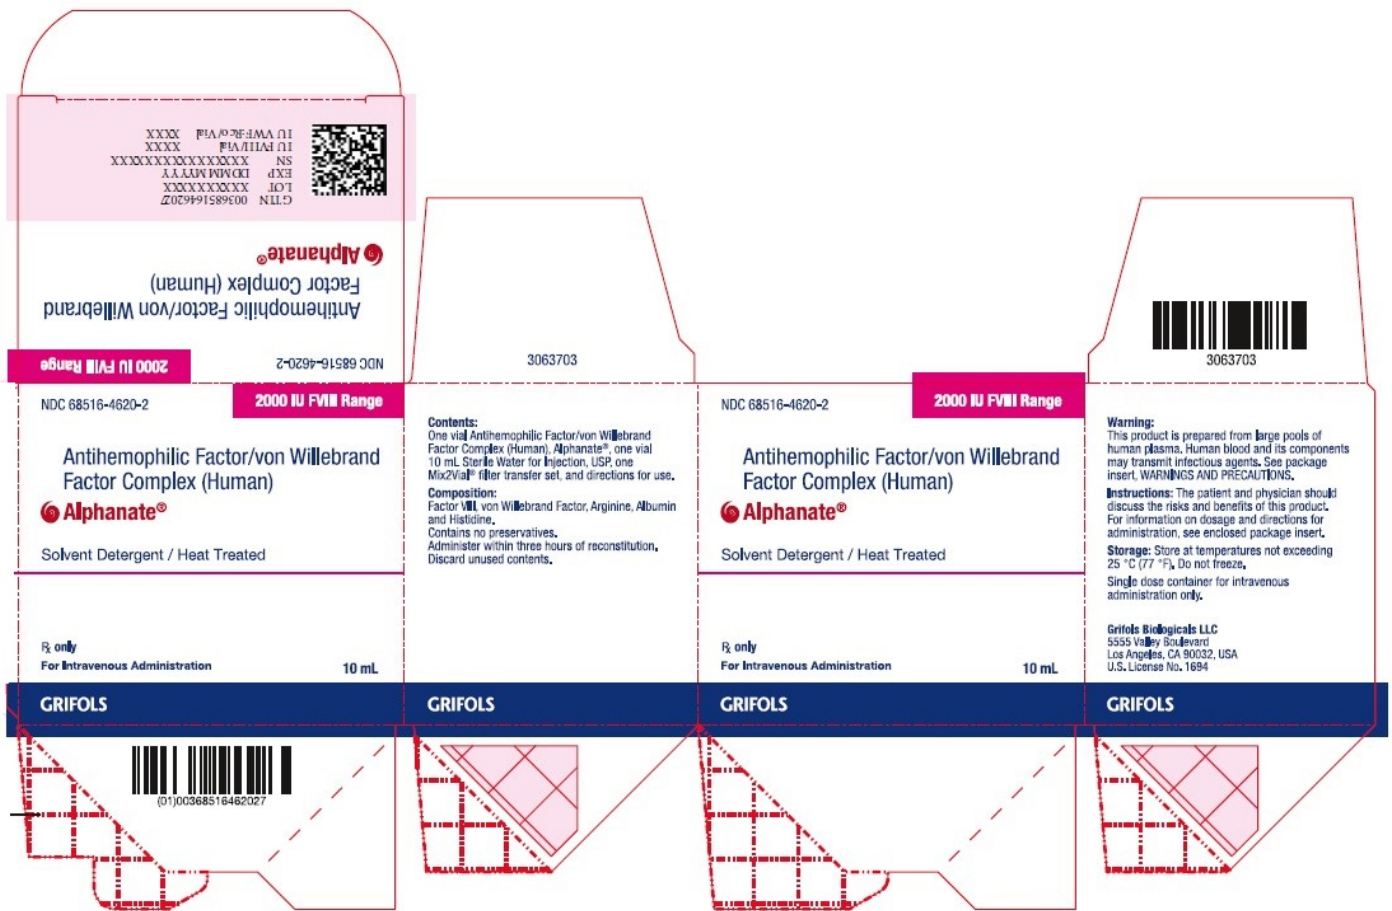 GTIN 00368516462027
LOT XXXXXXXXXX
EXP DDMMMYYYY
SN XXXXXXXXXXXXXXXX
IU FVIII/Vial XXXX
IU VWF:Rco/Vial XXXX
Alphanate®
Antihemophilic Factor/von Willebrand
Factor Complex (Human)
NDC 68516-4620-2
2000 IU FVIII Range
NDC 68516-4620-2
2000 IU FVIII Range
Antihemophilic Factor/von Willebrand
Factor Complex (Human)
Alphanate®
Solvent Detergent / Heat Treated
℞ only
For Intravenous Administration
10 mL
GRIFOLS
(01)00368516462027
3063703
Contents:
One vial Antihemophilic Factor/von Willebrand
Factor Complex (Human), Alphanate®, one vial
10 mL Sterile Water for Injection, USP, one
Mix2Vial® filter transfer set, and directions for use.
Composition:
Factor VIII, von Willebrand Factor, Arginine, Albumin
and Histidine.
Contains no preservatives.
Administer within three hours of reconstitution.
Discard unused contents.
GRIFOLS
NDC 68516-4620-2
2000 IU FVIII Range
Antihemophilic Factor/von Willebrand
Factor Complex (Human)
Alphanate®
Solvent Detergent / Heat Treated
℞ only
For Intravenous Administration
10 mL
GRIFOLS
3063703
Warning:
This product is prepared from large pools of
human plasma. Human blood and its components
may transmit infectious agents. See package
insert, WARNINGS AND PRECAUTIONS.
Instructions: The patient and physician should
discuss the risks and benefits of this product.
For information on dosage and directions for
administration, see enclosed package insert.
Storage: Store at temperatures not exceeding
25 °C (77 °F). Do not freeze.
Single dose container for intravenous
administration only.
Grifols Biologicals LLC
5555 Valley Boulevard
Los Angeles, CA 90032, USA
U.S. License No. 1694
GRIFOLS